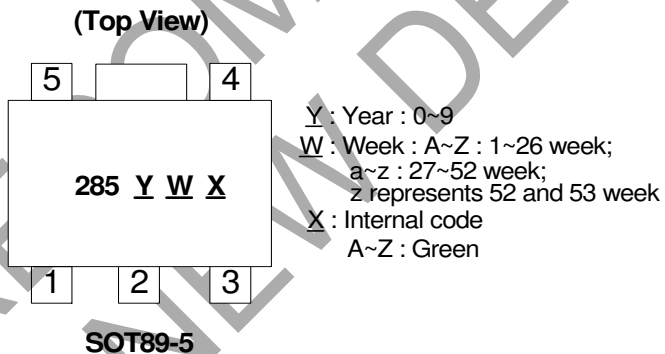 (Top View)
5 4
285 Y W X
1 2 3
SOT89-5
Y : Year : 0~9
W : Week : A~Z : 1~26 week;
a~z : 27~52 week;
z represents 52 and 53 week
X : Internal code
A~Z : Green